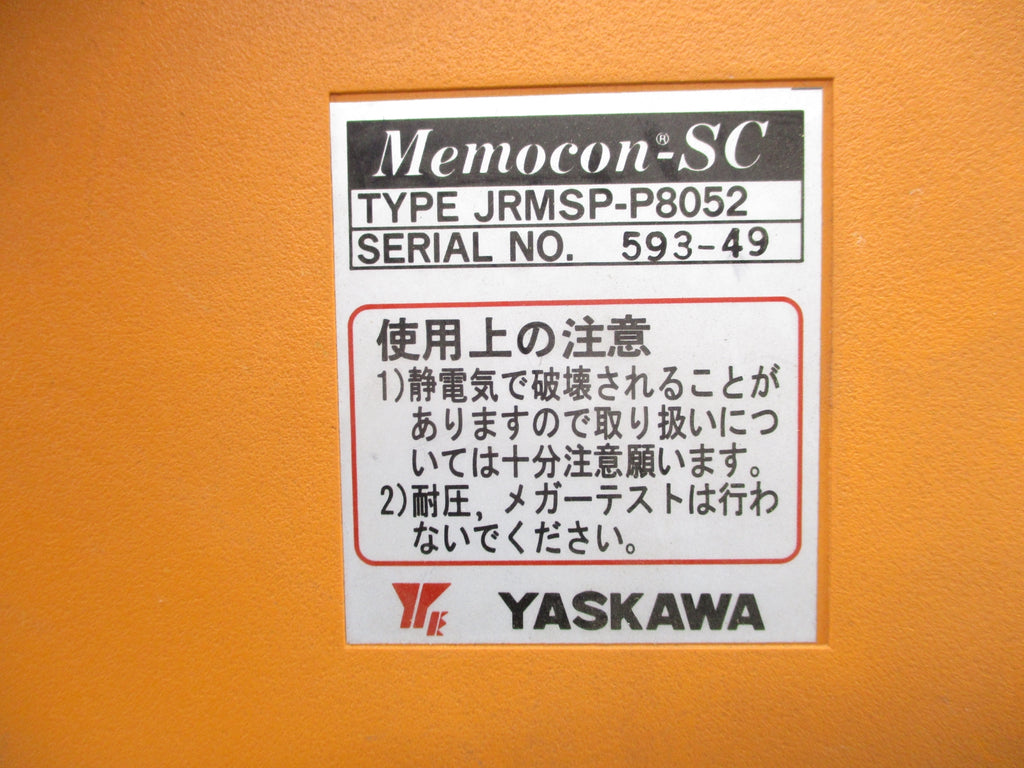 Memocon®-SC
TYPE JRMSP-P8052
SERIAL NO. 593-49
使用上の注意
1)静電気で破壊されることが
ありますので取り扱いにつ
いては十分注意願います。
2)耐圧,メガーテストは行わ
ないでください。
YE YASKAWA